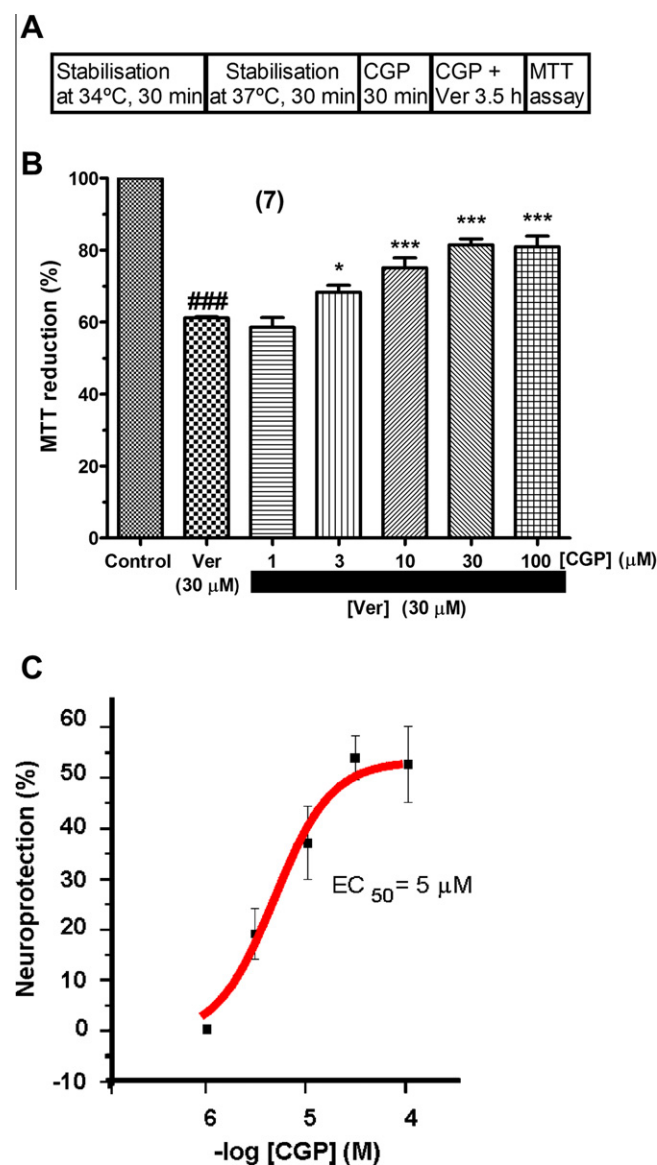 A
Stabilisation at 34ºC, 30 min
Stabilisation at 37ºC, 30 min
CGP 30 min
CGP + Ver 3.5 h
MTT assay
B
MTT reduction (%)
100
80
60
40
20
0
(7)
###
*
***
***
***
Control Ver (30 μM) 1 3 10 30 100 [CGP] (μM)
[Ver] (30 μM)
C
Neuroprotection (%)
60
50
40
30
20
10
0
-10
EC 50 = 5 μM
6 5 4
-log [CGP] (M)